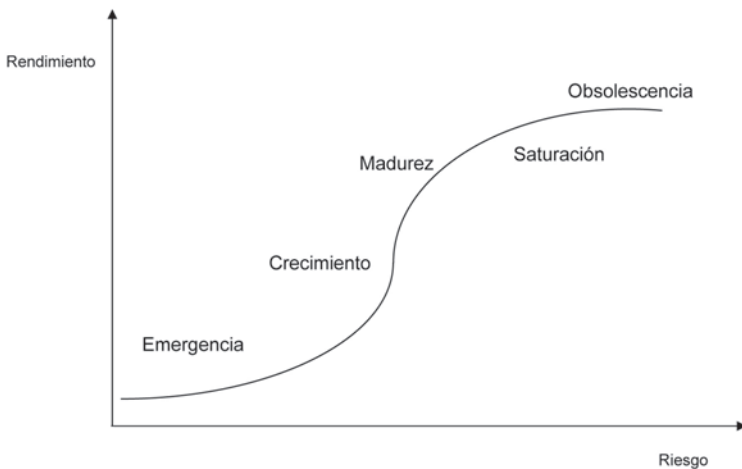 Rendimiento
Obsolescencia
Saturación
Madurez
Crecimiento
Emergencia
Riesgo